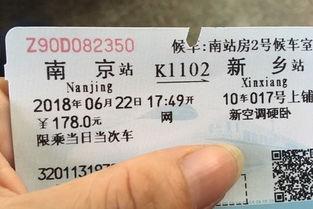 Z90D082350 候车:南站房2号候车室
南京站 K1102 新乡站
Nanjing Xinxiang
2018年06月22日17:49开 10车017号上铺
￥178.0元 网 新空调硬卧
限乘当日当次车